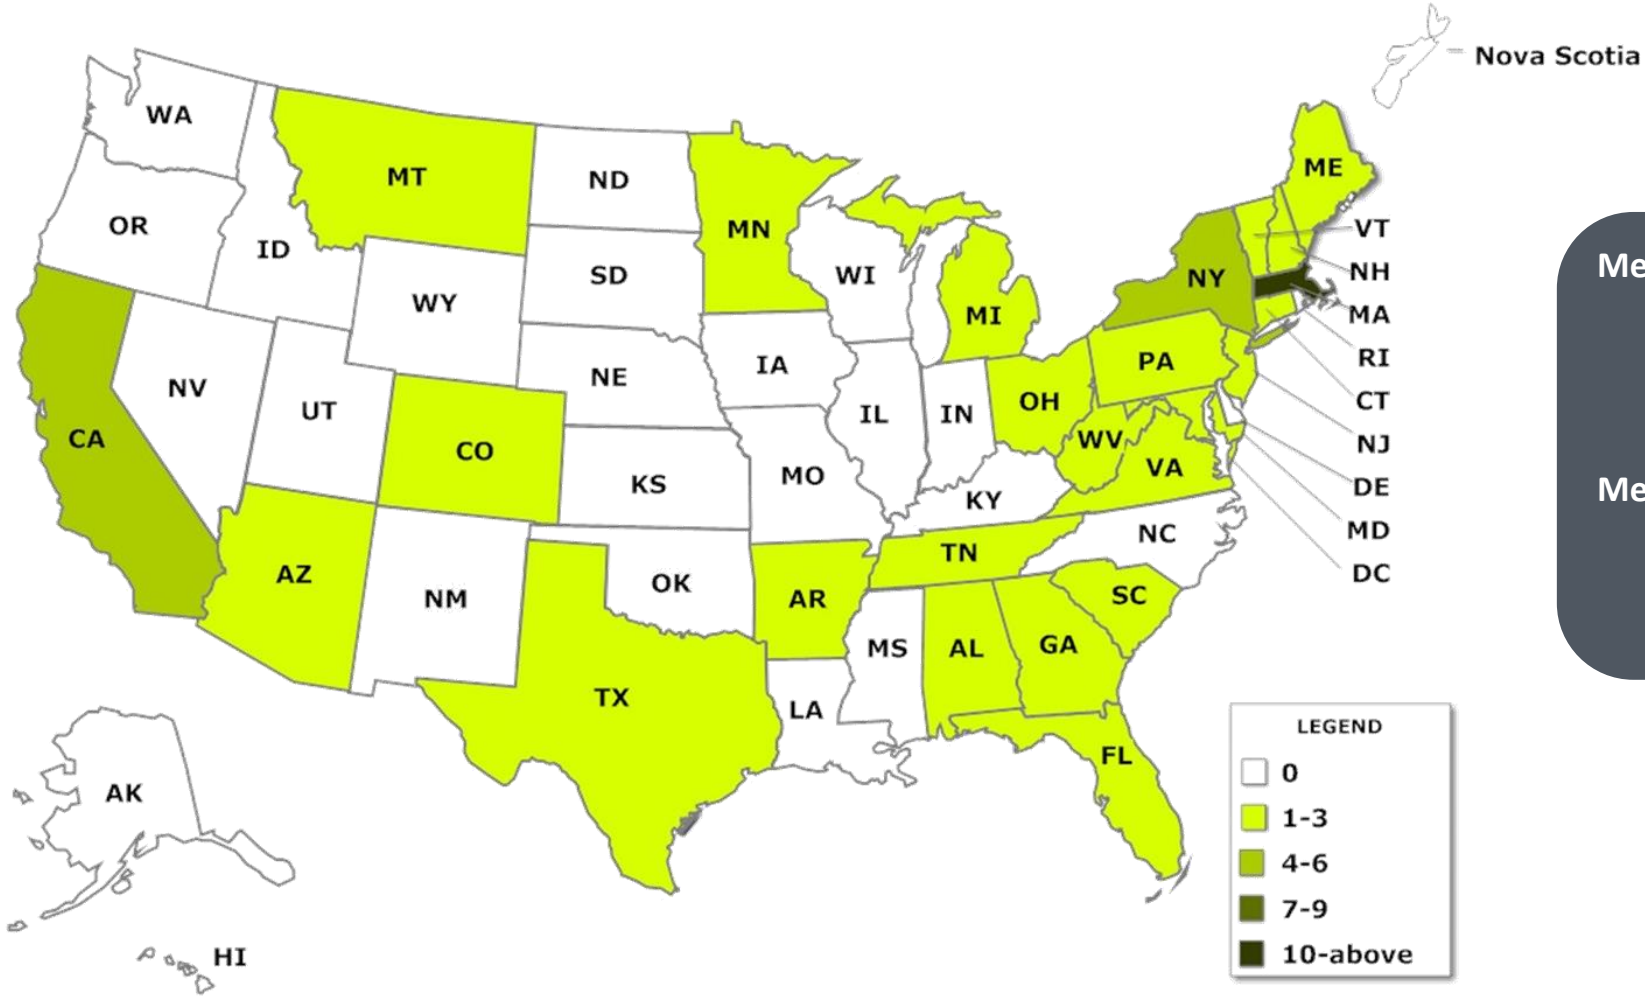 Nova Scotia
WA
MT
ND
MN
ME
OR
ID
SD
WI
VT
NY
NH
WY
MI
MA
IA
PA
RI
NV
UT
NE
CT
IL
IN
OH
CA
CO
WV
NJ
KS
MO
VA
DE
KY
NC
MD
AZ
TN
DC
NM
OK
AR
SC
MS
AL
GA
TX
LA
FL
AK
HI
Me
Me
LEGEND
0
1-3
4-6
7-9
10-above